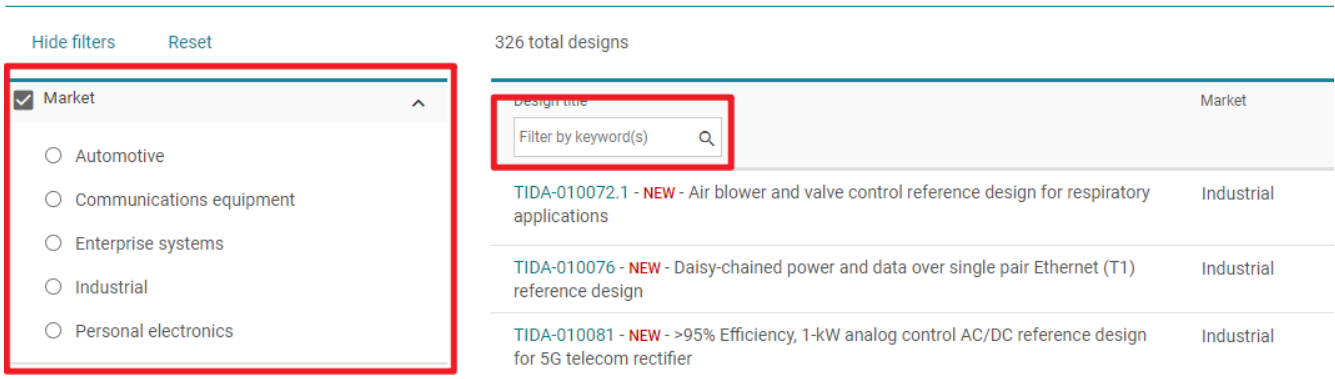 Hide filters Reset
326 total designs
Market
Automotive
Communications equipment
Enterprise systems
Industrial
Personal electronics
Design title Market
Filter by keyword(s)
TIDA-010072.1 - NEW - Air blower and valve control reference design for respiratory Industrial
applications
TIDA-010076 - NEW - Daisy-chained power and data over single pair Ethernet (T1) Industrial
reference design
TIDA-010081 - NEW - >95% Efficiency, 1-kW analog control AC/DC reference design Industrial
for 5G telecom rectifier